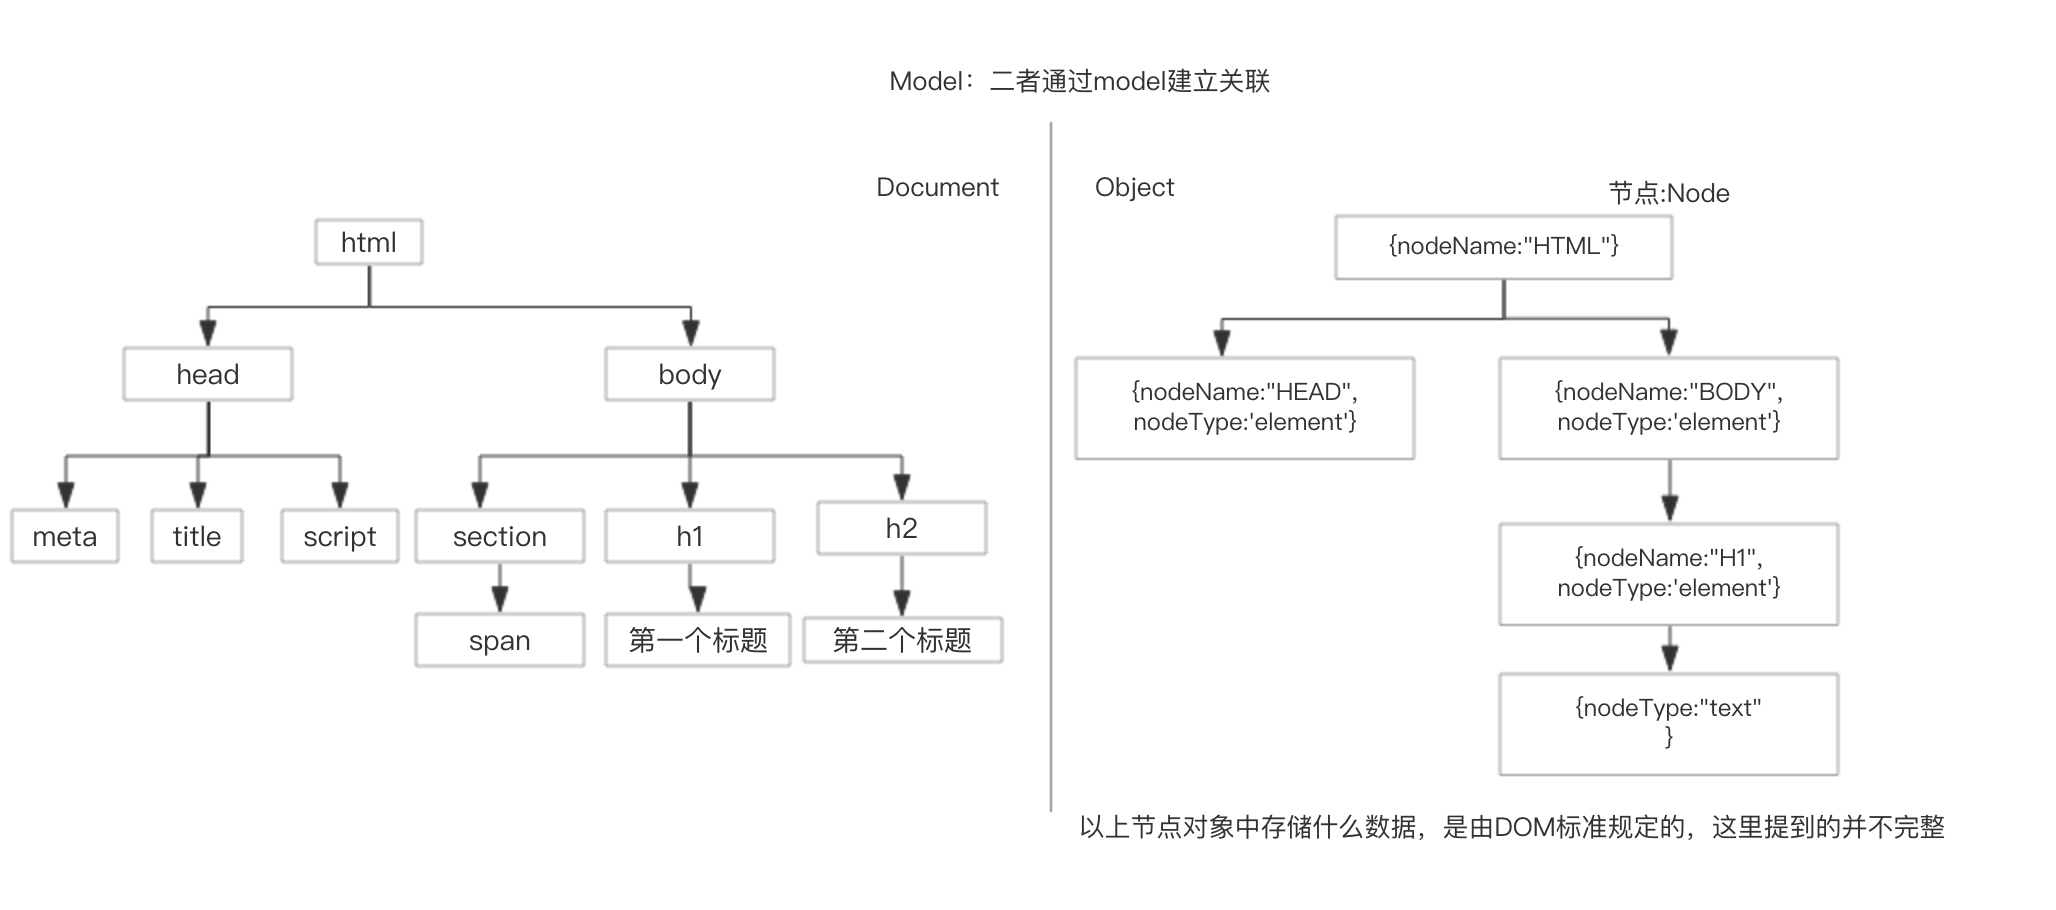 Model：二者通过model建立关联
Document
Object
节点:Node
html
head
body
meta
title
script
section
h1
h2
span
第一个标题
第二个标题
{nodeName:"HTML"}
{nodeName:"HEAD",
nodeType:'element'}
{nodeName:"BODY",
nodeType:'element'}
{nodeName:"H1",
nodeType:'element'}
{nodeType:"text"
}
以上节点对象中存储什么数据，是由DOM标准规定的，这里提到的并不完整